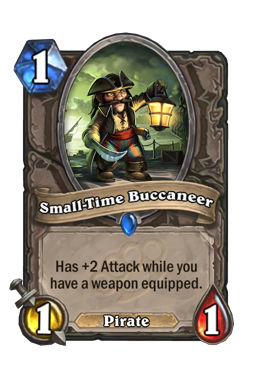 1
Small-Time Buccaneer
Has +2 Attack while you
have a weapon equipped.
1
Pirate
1